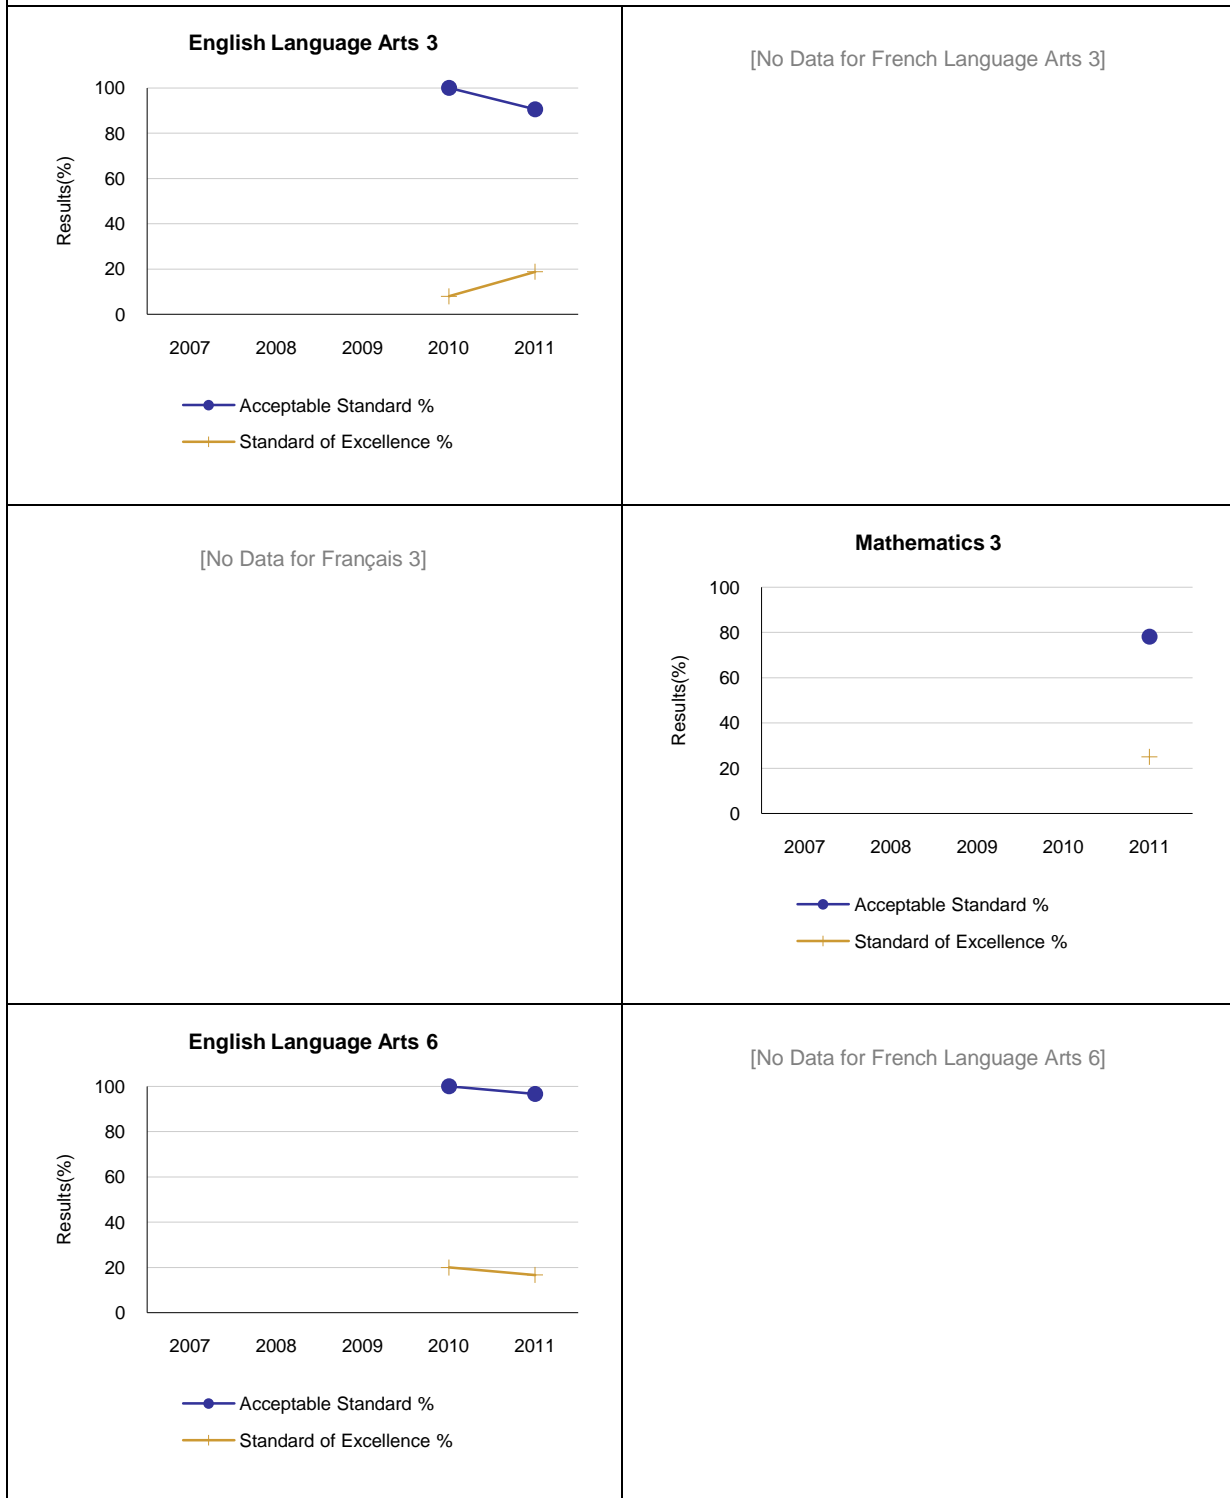 English Language Arts 3
100
80
60
40
20
0
Results(%)
2007 2008 2009 2010 2011
Acceptable Standard %
Standard of Excellence %
[No Data for French Language Arts 3]
[No Data for Français 3]
Mathematics 3
100
80
60
40
20
0
Results(%)
2007 2008 2009 2010 2011
Acceptable Standard %
Standard of Excellence %
English Language Arts 6
100
80
60
40
20
0
Results(%)
2007 2008 2009 2010 2011
Acceptable Standard %
Standard of Excellence %
[No Data for French Language Arts 6]